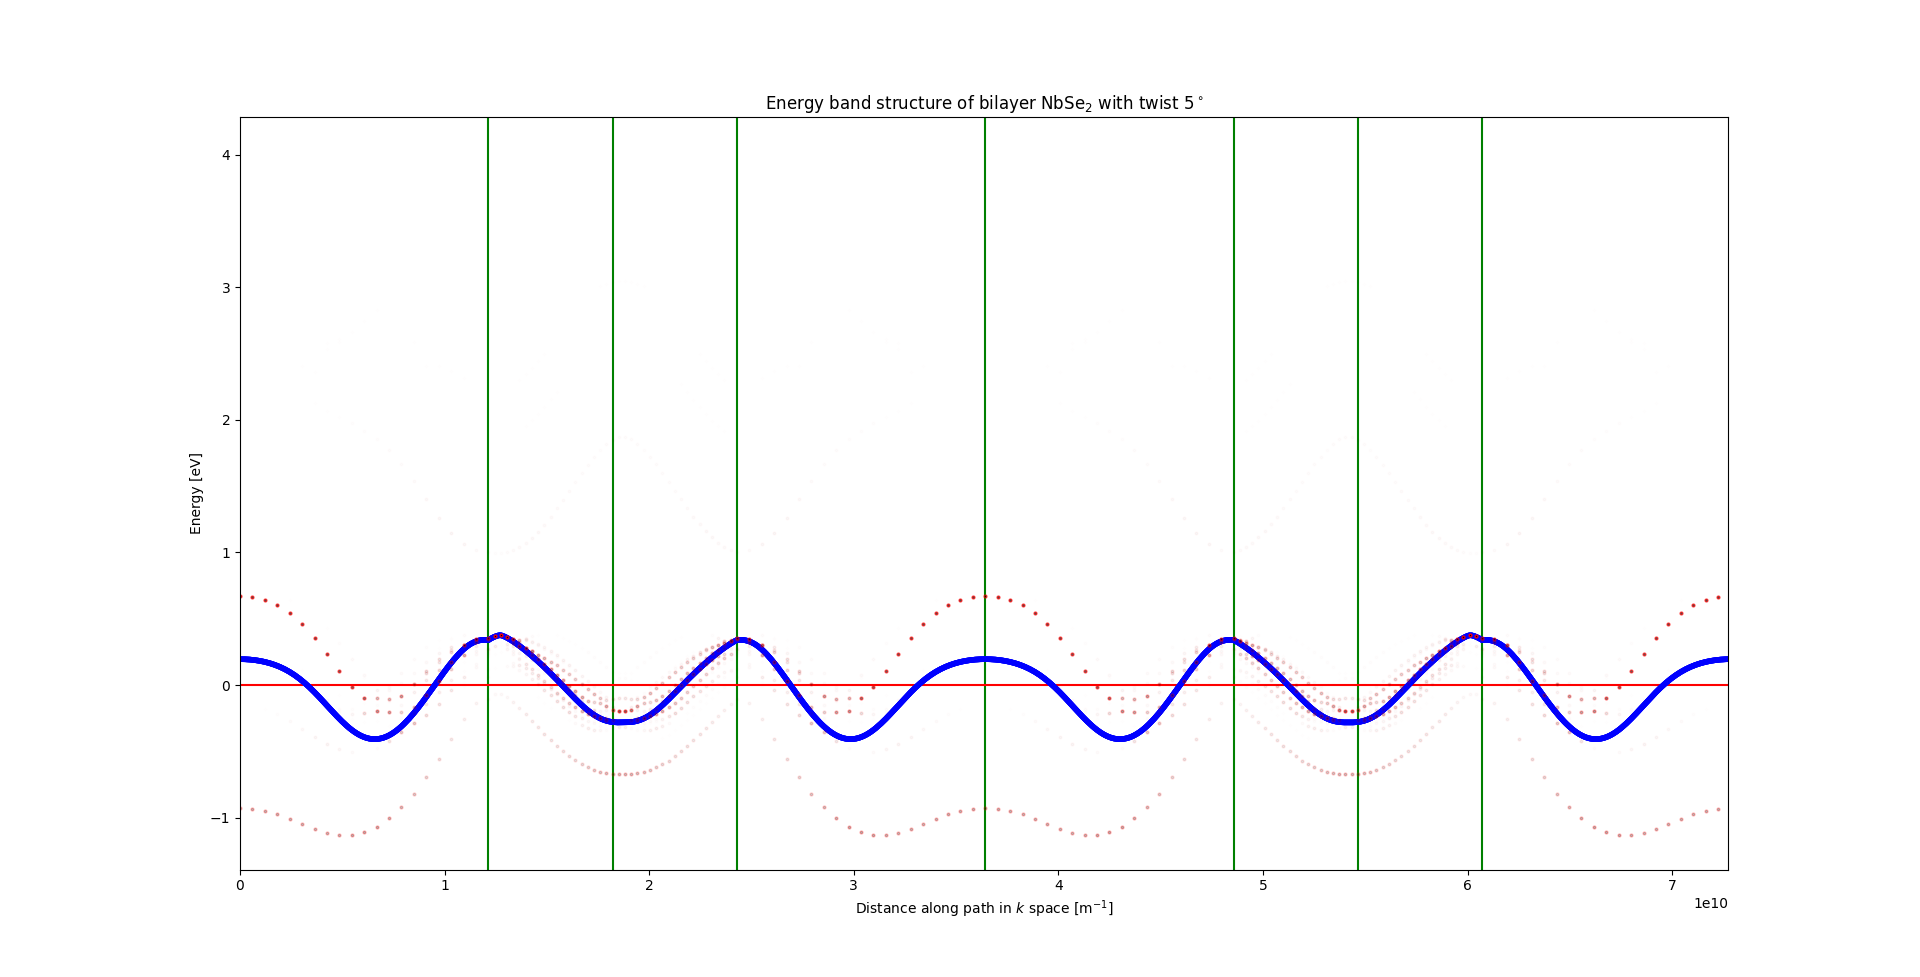 Energy band structure of bilayer NbSe₂ with twist 5°
4
3
2
1
0
−1
Energy [eV]
0 1 2 3 4 5 6 7
1e10
Distance along path in k space [m⁻¹]